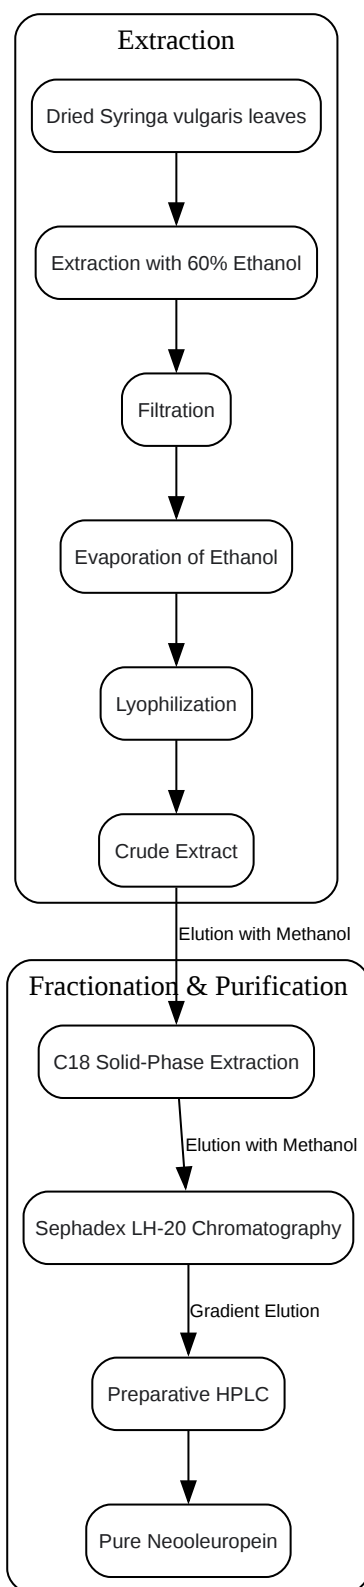 Extraction
Dried Syringa vulgaris leaves
Extraction with 60% Ethanol
Filtration
Evaporation of Ethanol
Lyophilization
Crude Extract
Elution with Methanol
Fractionation & Purification
C18 Solid-Phase Extraction
Elution with Methanol
Sephadex LH-20 Chromatography
Gradient Elution
Preparative HPLC
Pure Neooleuropein